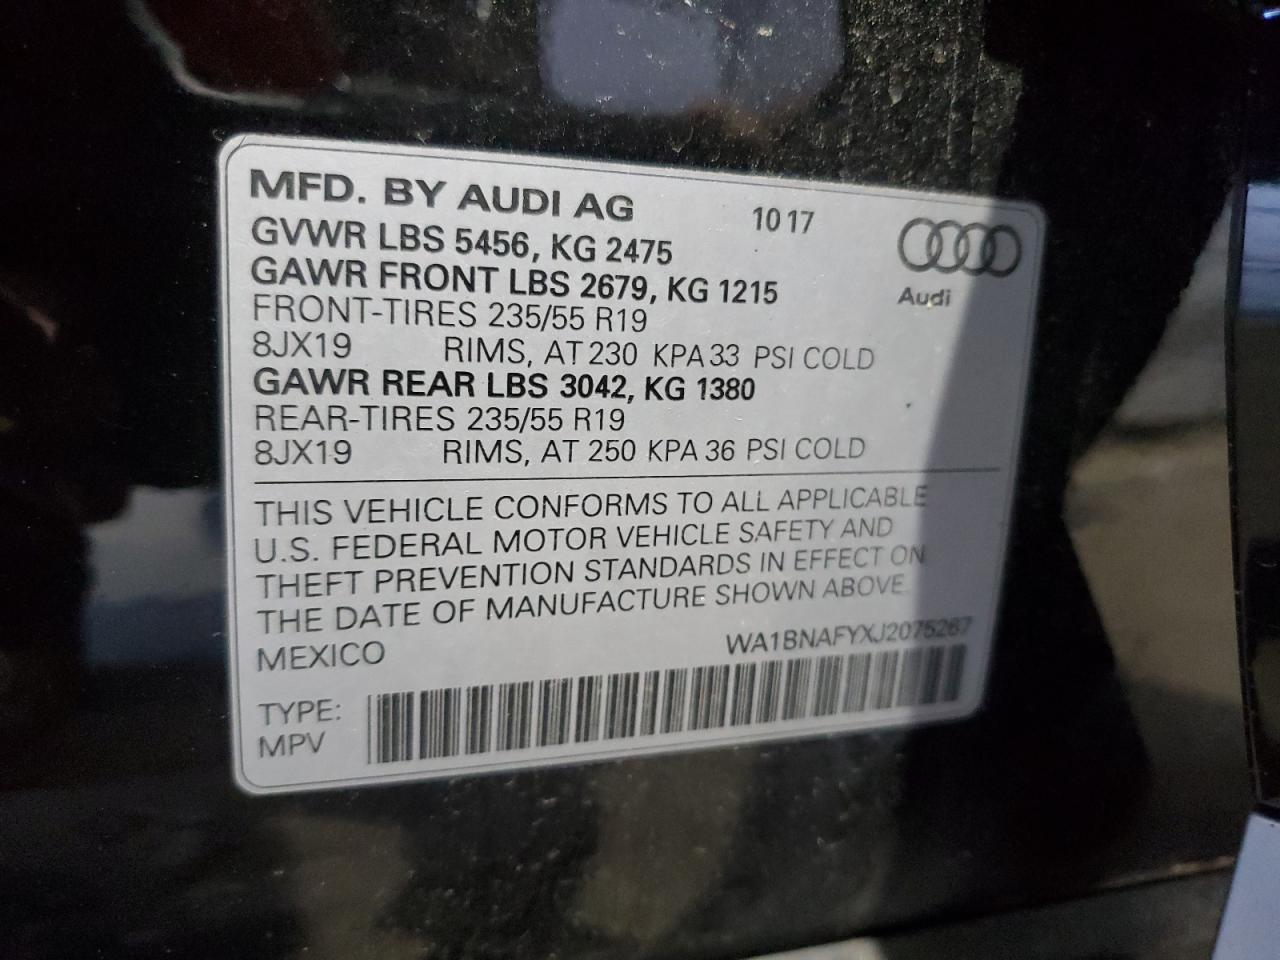 MFD. BY AUDI AG 10 17
GVWR LBS 5456, KG 2475
GAWR FRONT LBS 2679, KG 1215
Audi
FRONT-TIRES 235/55 R19
8JX19 RIMS, AT 230 KPA 33 PSI COLD
GAWR REAR LBS 3042, KG 1380
REAR-TIRES 235/55 R19
8JX19 RIMS, AT 250 KPA 36 PSI COLD
THIS VEHICLE CONFORMS TO ALL APPLICABLE
U.S. FEDERAL MOTOR VEHICLE SAFETY AND
THEFT PREVENTION STANDARDS IN EFFECT ON
THE DATE OF MANUFACTURE SHOWN ABOVE.
MEXICO WA1BNAFYXJ2075267
TYPE:
MPV